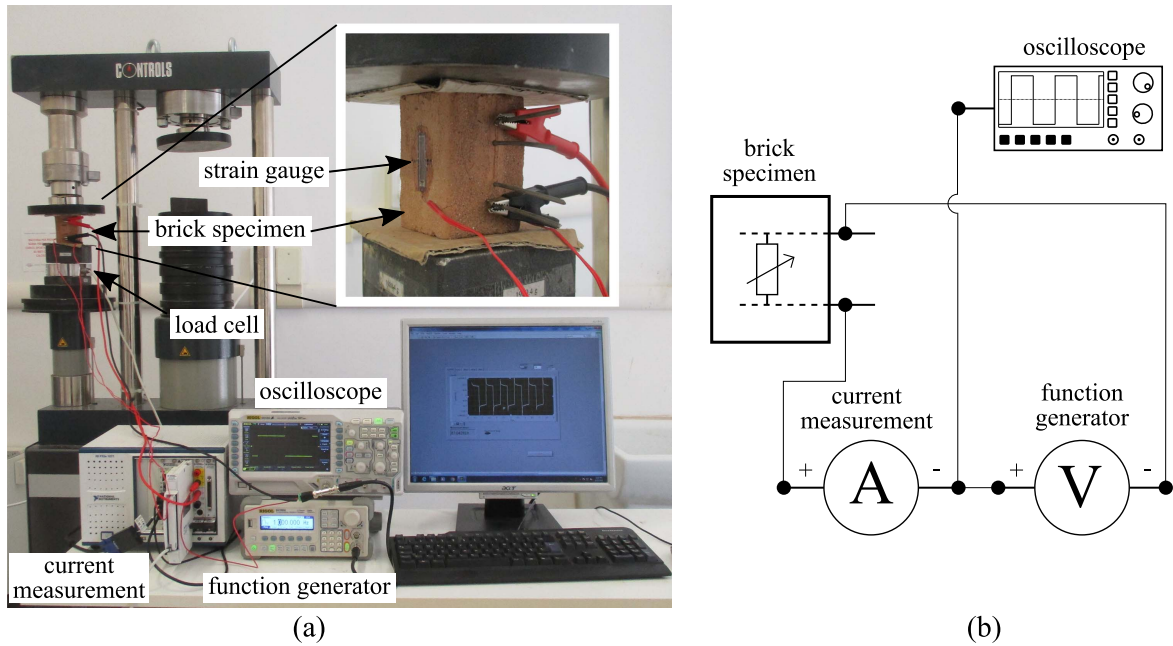 CONTROLS
strain gauge
brick specimen
load cell
oscilloscope
current
measurement
function generator
acer
(a)
oscilloscope
brick
specimen
current
measurement
function
generator
+
A
-
+
V
-
(b)